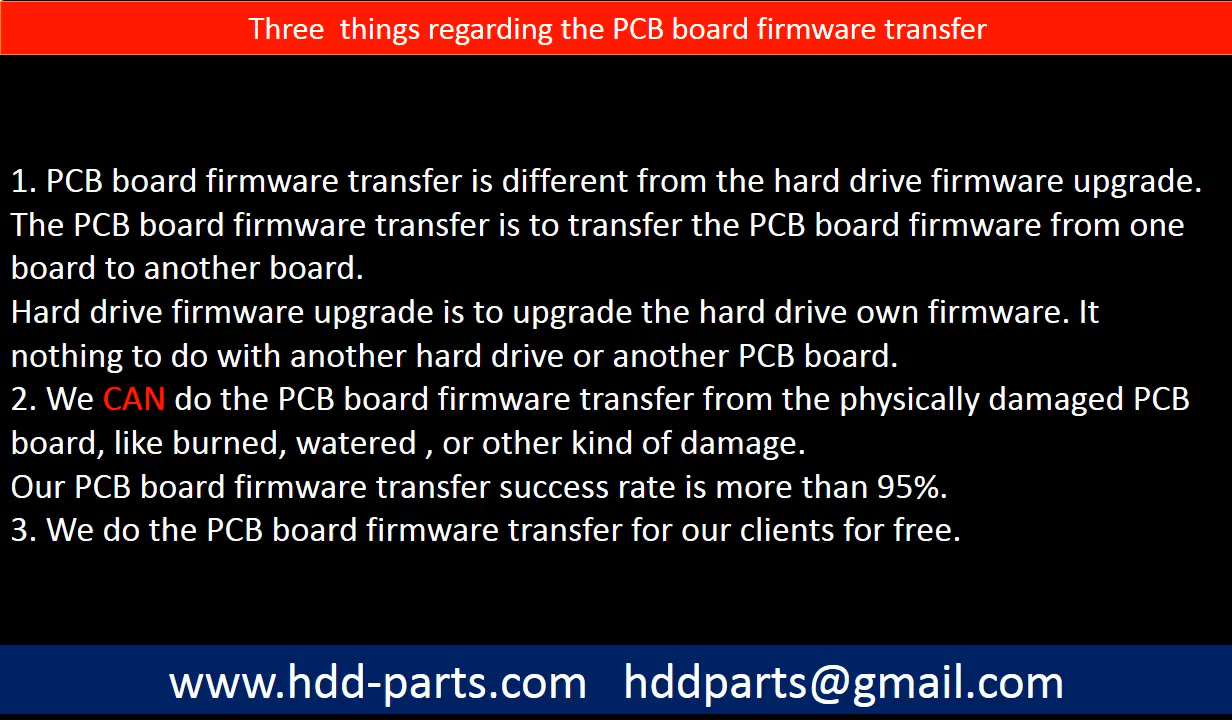 Three  things regarding the PCB board firmware transfer
1. PCB board firmware transfer is different from the hard drive firmware upgrade.
The PCB board firmware transfer is to transfer the PCB board firmware from one
board to another board.
Hard drive firmware upgrade is to upgrade the hard drive own firmware. It
nothing to do with another hard drive or another PCB board.
2. We CAN do the PCB board firmware transfer from the physically damaged PCB
board, like burned, watered , or other kind of damage.
Our PCB board firmware transfer success rate is more than 95%.
3. We do the PCB board firmware transfer for our clients for free.
www.hdd-parts.com   hddparts@gmail.com